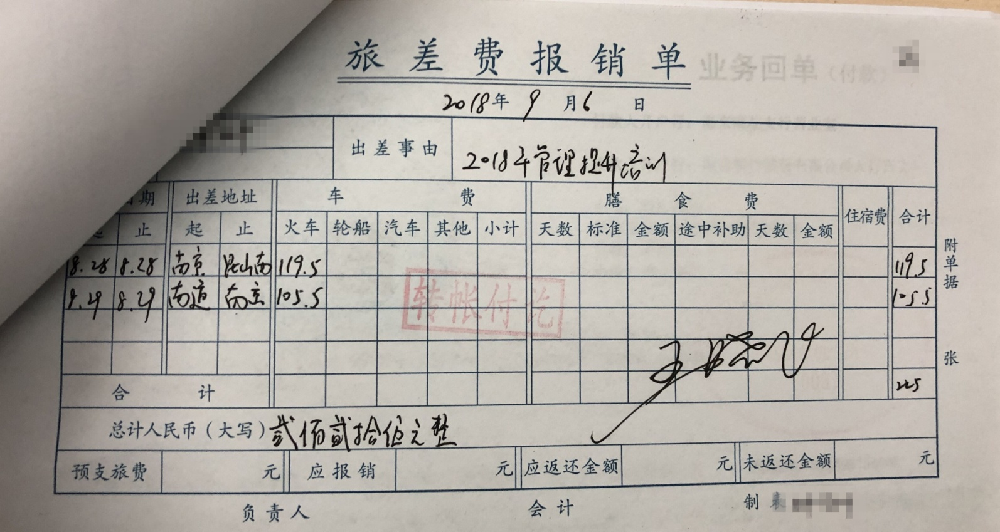 旅差费报销单
业务回单（付款）
2018年 9 月 6 日
出差事由 2018年管理提升培训
期 出差地址 车费 膳食费 住宿费 合计
止 起 止 火车 轮船 汽车 其他 小计 天数 标准 金额 途中补助 天数 金额
8.28 8.28 南京 昆山南 119.5 119.5
8.29 8.29 南通 南京 105.5 105.5
转帐付讫
附单据 张
合计 225
总计人民币（大写）贰佰贰拾伍元整
预支旅费 元 应报销 元 应返还金额 元 未返还金额 元
负责人 会计 制表